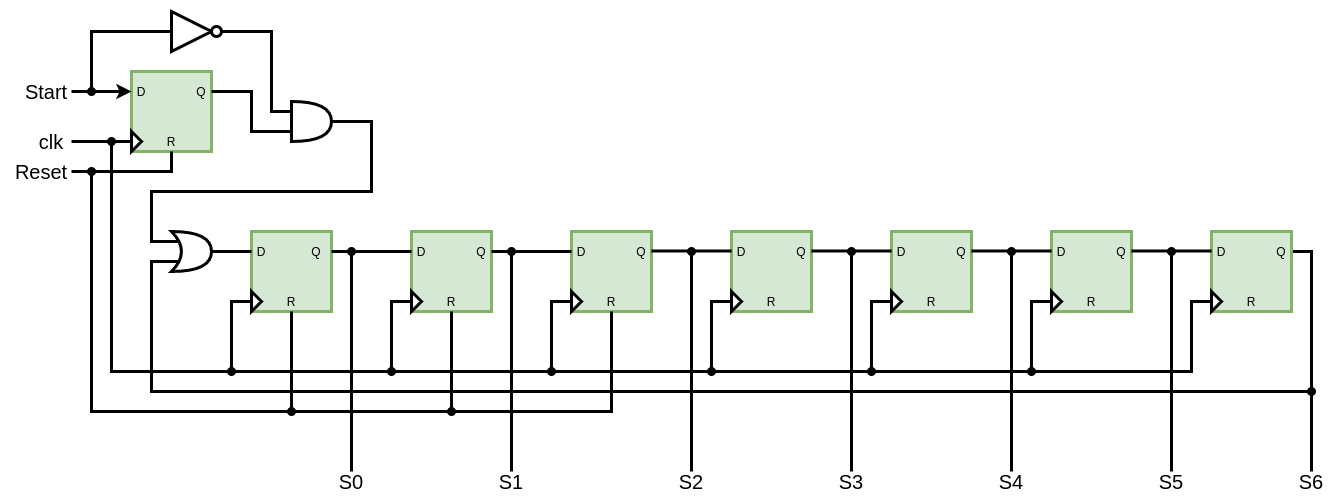 Start
D Q
clk
R
Reset
D Q D Q D Q D Q D Q D Q D Q
R R R R R R R
S0 S1 S2 S3 S4 S5 S6